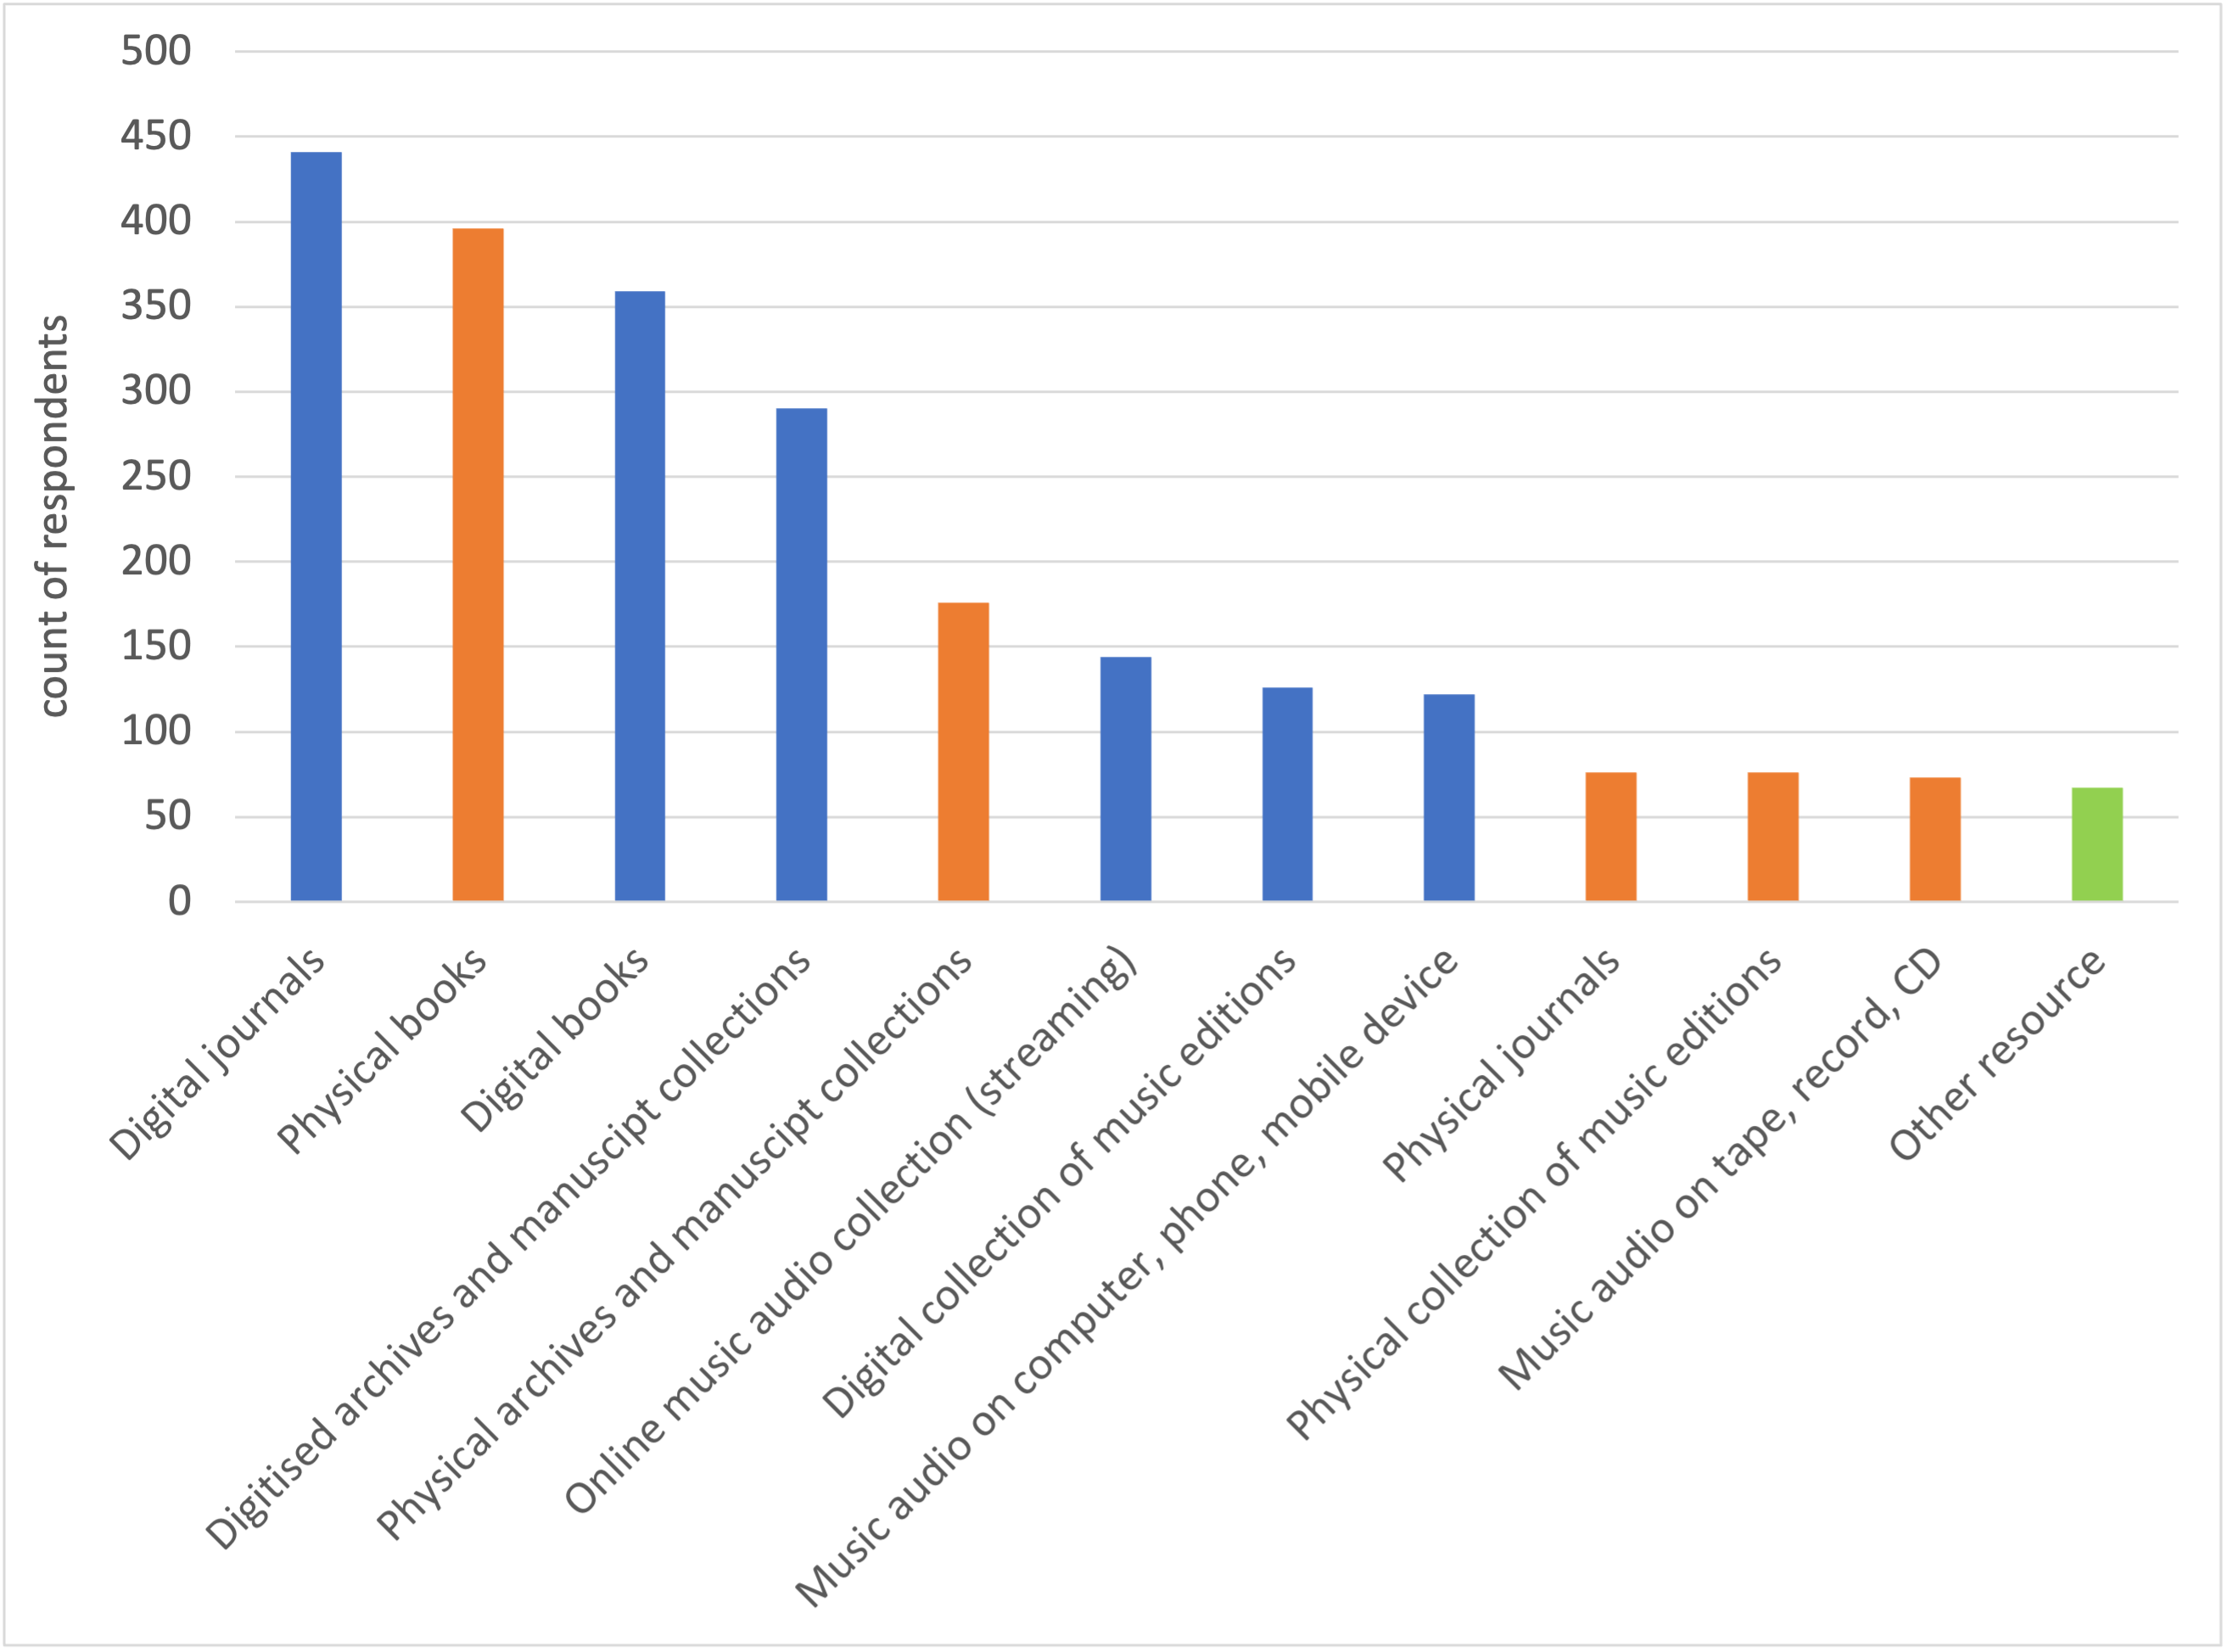 500
450
400
350
300
250
200
150
100
50
0
count of respondents
Digital journals
Physical books
Digital books
Digitised archives and manuscipt collections
Physical archives and manuscipt collections
Online music audio collection (streaming)
Digital collection of music editions
Music audio on computer, phone, mobile device
Physical journals
Physical collection of music editions
Music audio on tape, record, CD
Other resource